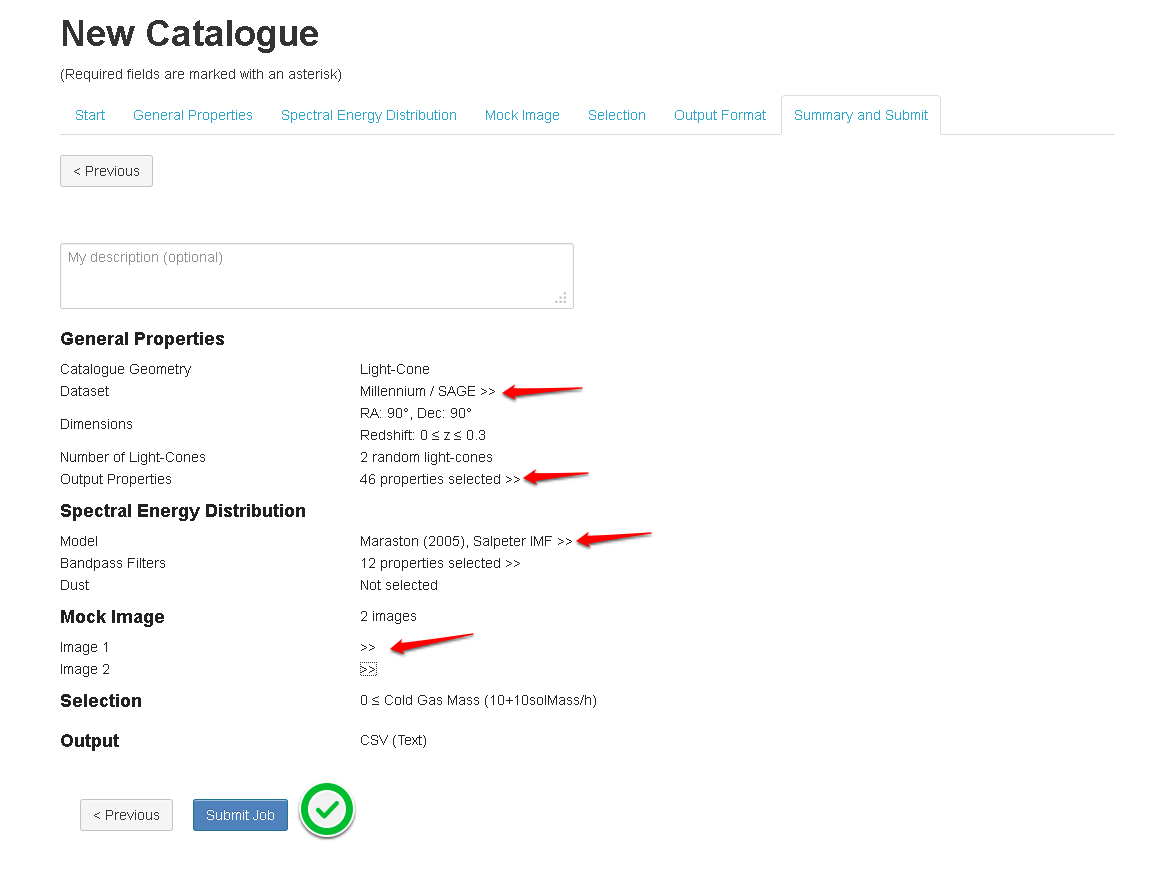 New Catalogue
(Required fields are marked with an asterisk)
Start General Properties Spectral Energy Distribution Mock Image Selection Output Format Summary and Submit
< Previous
My description (optional)
General Properties
Catalogue Geometry Light-Cone
Dataset Millennium / SAGE >>
Dimensions RA: 90°, Dec: 90°
Redshift: 0 ≤ z ≤ 0.3
Number of Light-Cones 2 random light-cones
Output Properties 46 properties selected >>
Spectral Energy Distribution
Model Maraston (2005), Salpeter IMF >>
Bandpass Filters 12 properties selected >>
Dust Not selected
Mock Image 2 images
Image 1 >>
Image 2 >>
Selection 0 ≤ Cold Gas Mass (10+10solMass/h)
Output CSV (Text)
< Previous Submit Job